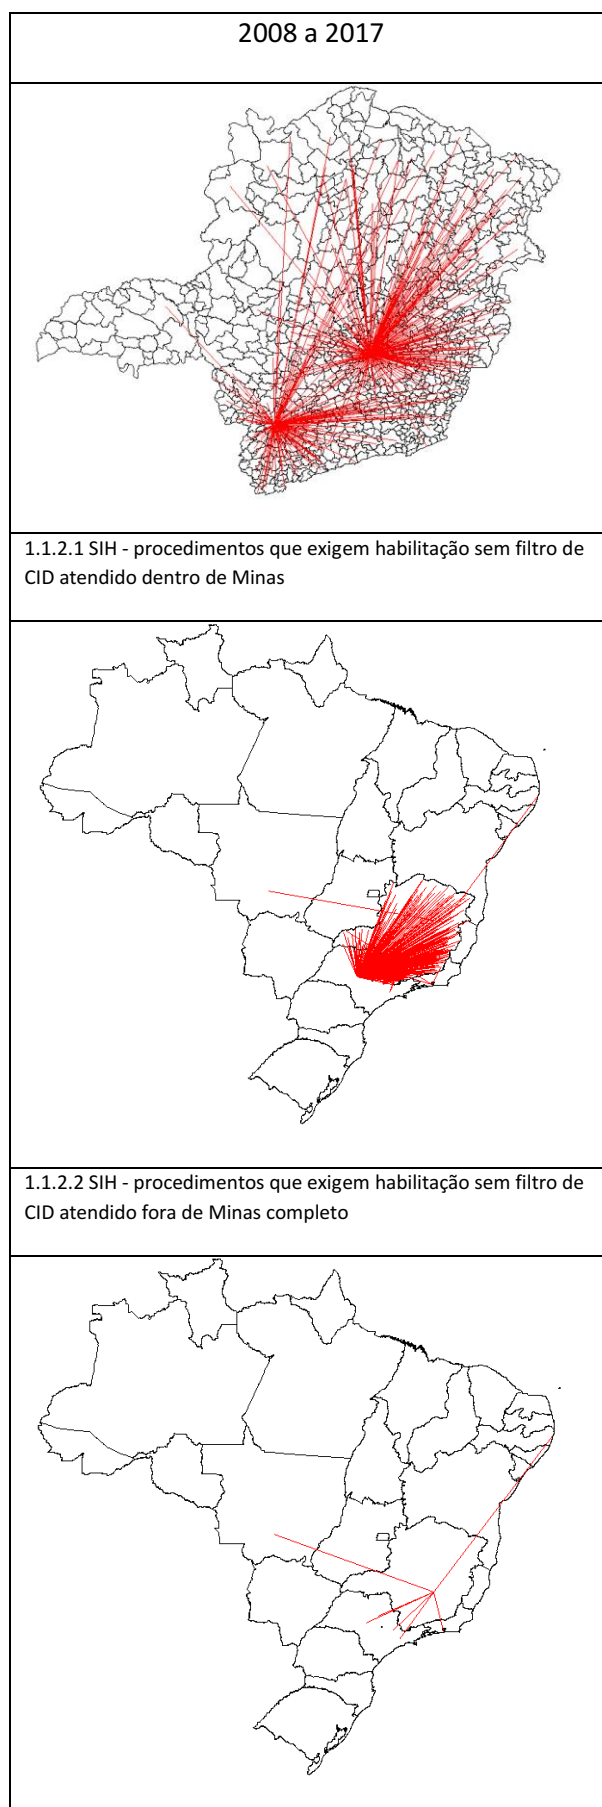 2008 a 2017
1.1.2.1 SIH - procedimentos que exigem habilitação sem filtro de
CID atendido dentro de Minas
1.1.2.2 SIH - procedimentos que exigem habilitação sem filtro de
CID atendido fora de Minas completo